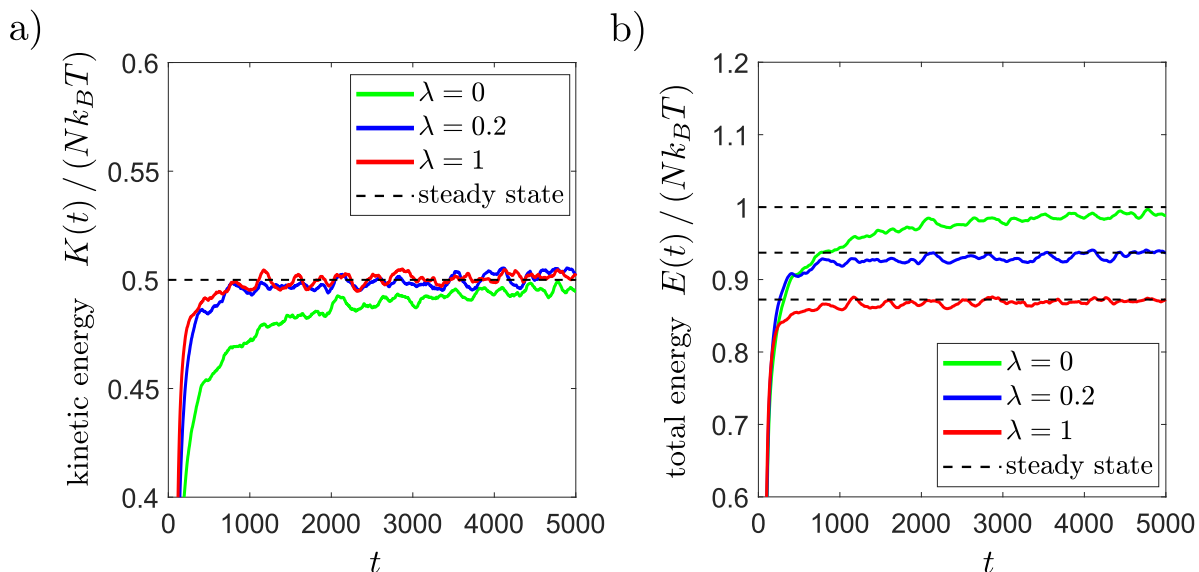 a)
kinetic energy K(t) / (Nk_BT)
0.6
0.55
0.5
0.45
0.4
λ = 0
λ = 0.2
λ = 1
steady state
0 1000 2000 3000 4000 5000
t
b)
total energy E(t) / (Nk_BT)
1.2
1.1
1
0.9
0.8
0.7
0.6
λ = 0
λ = 0.2
λ = 1
steady state
0 1000 2000 3000 4000 5000
t